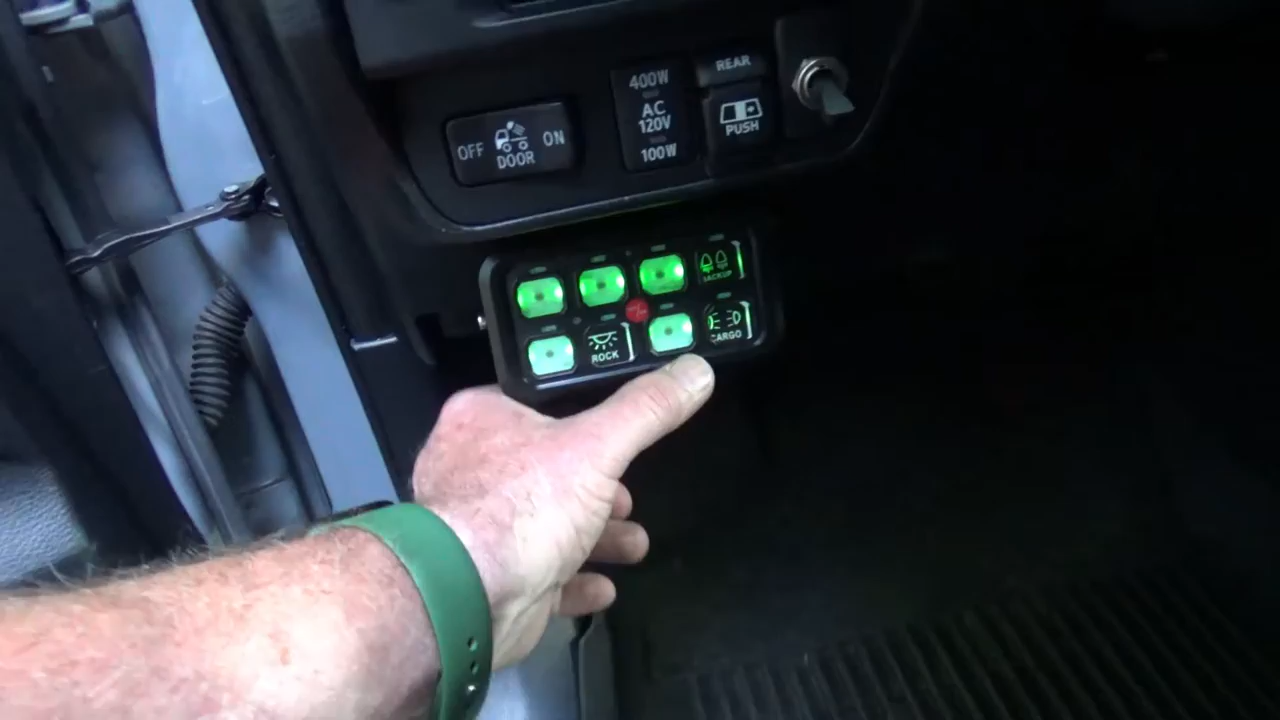 OFF DOOR ON
400W
AC
120V
100W
REAR
PUSH
BACKUP
ROCK
CARGO